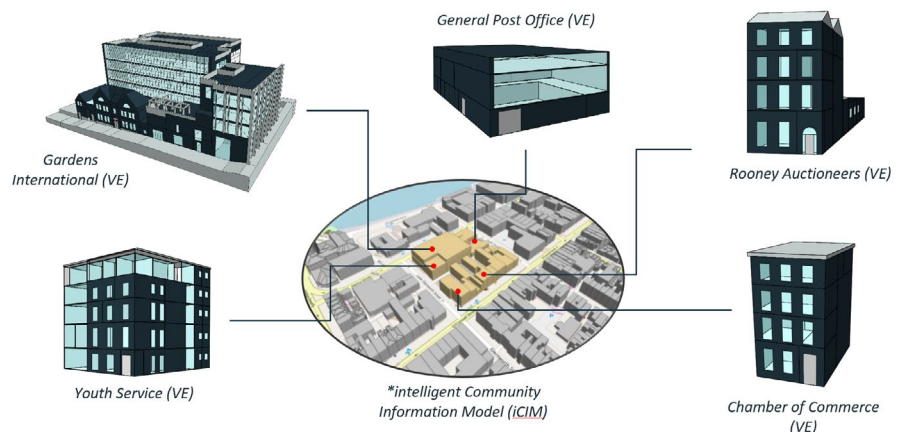 General Post Office (VE)
Gardens
International (VE)
Rooney Auctioneers (VE)
Youth Service (VE)
*intelligent Community
Information Model (iCIM)
Chamber of Commerce
(VE)